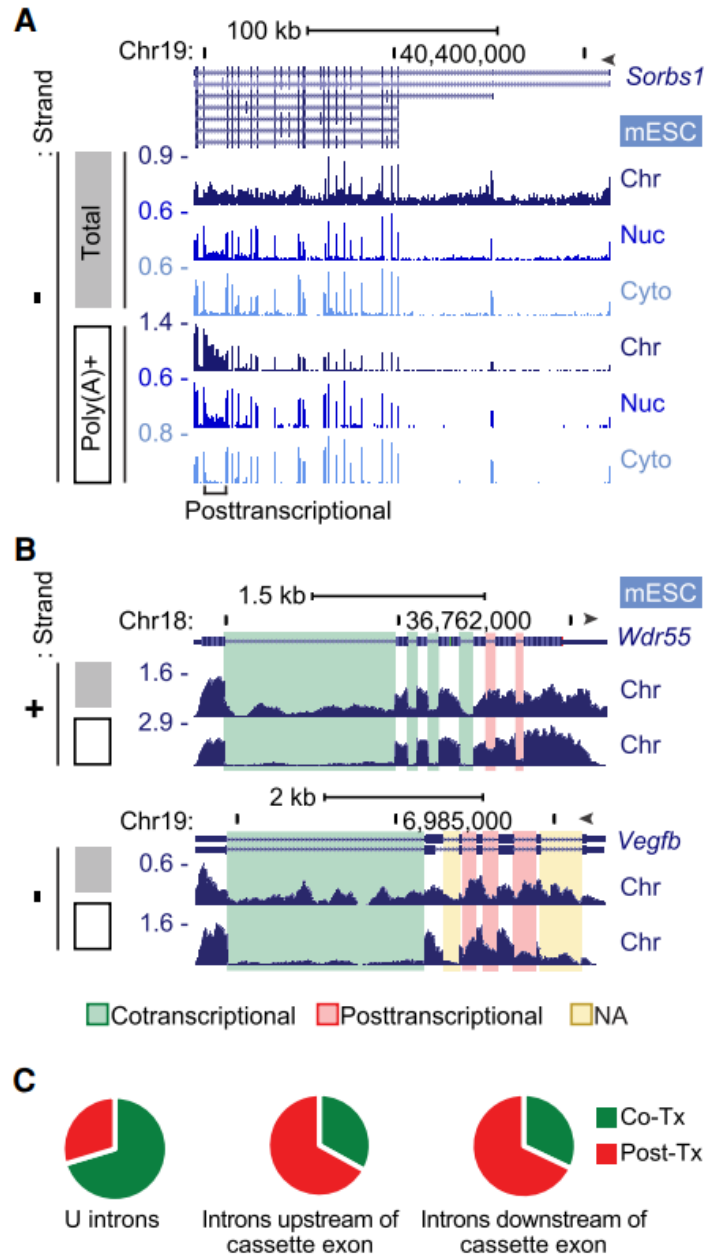 A
100 kb
Chr19:
40,400,000
Sorbs1
: Strand
mESC
0.9 -
Chr
0.6 -
Nuc
Total
0.6 -
Cyto
-
1.4 -
Chr
0.6 -
Nuc
Poly(A)+
0.8 -
Cyto
Posttranscriptional
B
1.5 kb
mESC
Chr18:
36,762,000
: Strand
Wdr55
1.6 -
Chr
+
2.9 -
Chr
2 kb
Chr19:
6,985,000
Vegfb
0.6 -
Chr
-
1.6 -
Chr
Cotranscriptional Posttranscriptional NA
C
Co-Tx
Post-Tx
U introns
Introns upstream of
cassette exon
Introns downstream of
cassette exon